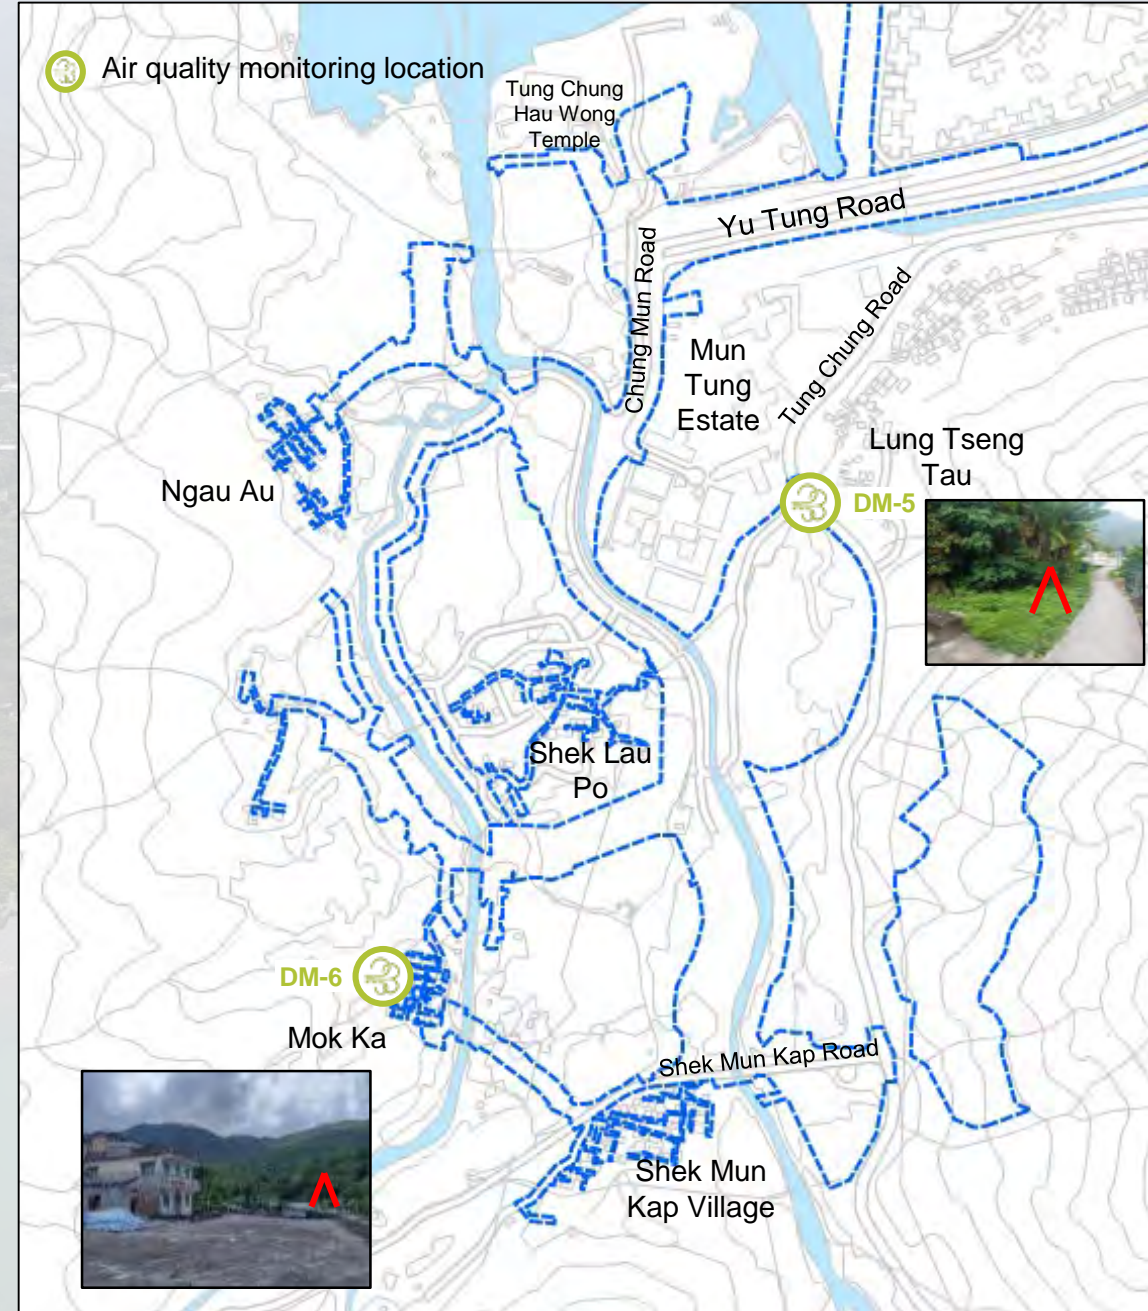 Air quality monitoring location
Tung Chung
Hau Wong
Temple
Yu Tung Road
Chung Mun Road
Tung Chung Road
Mun
Tung
Estate
Lung Tseng
Tau
DM-5
Ngau Au
Shek Lau
Po
DM-6
Mok Ka
Shek Mun Kap Road
Shek Mun
Kap Village